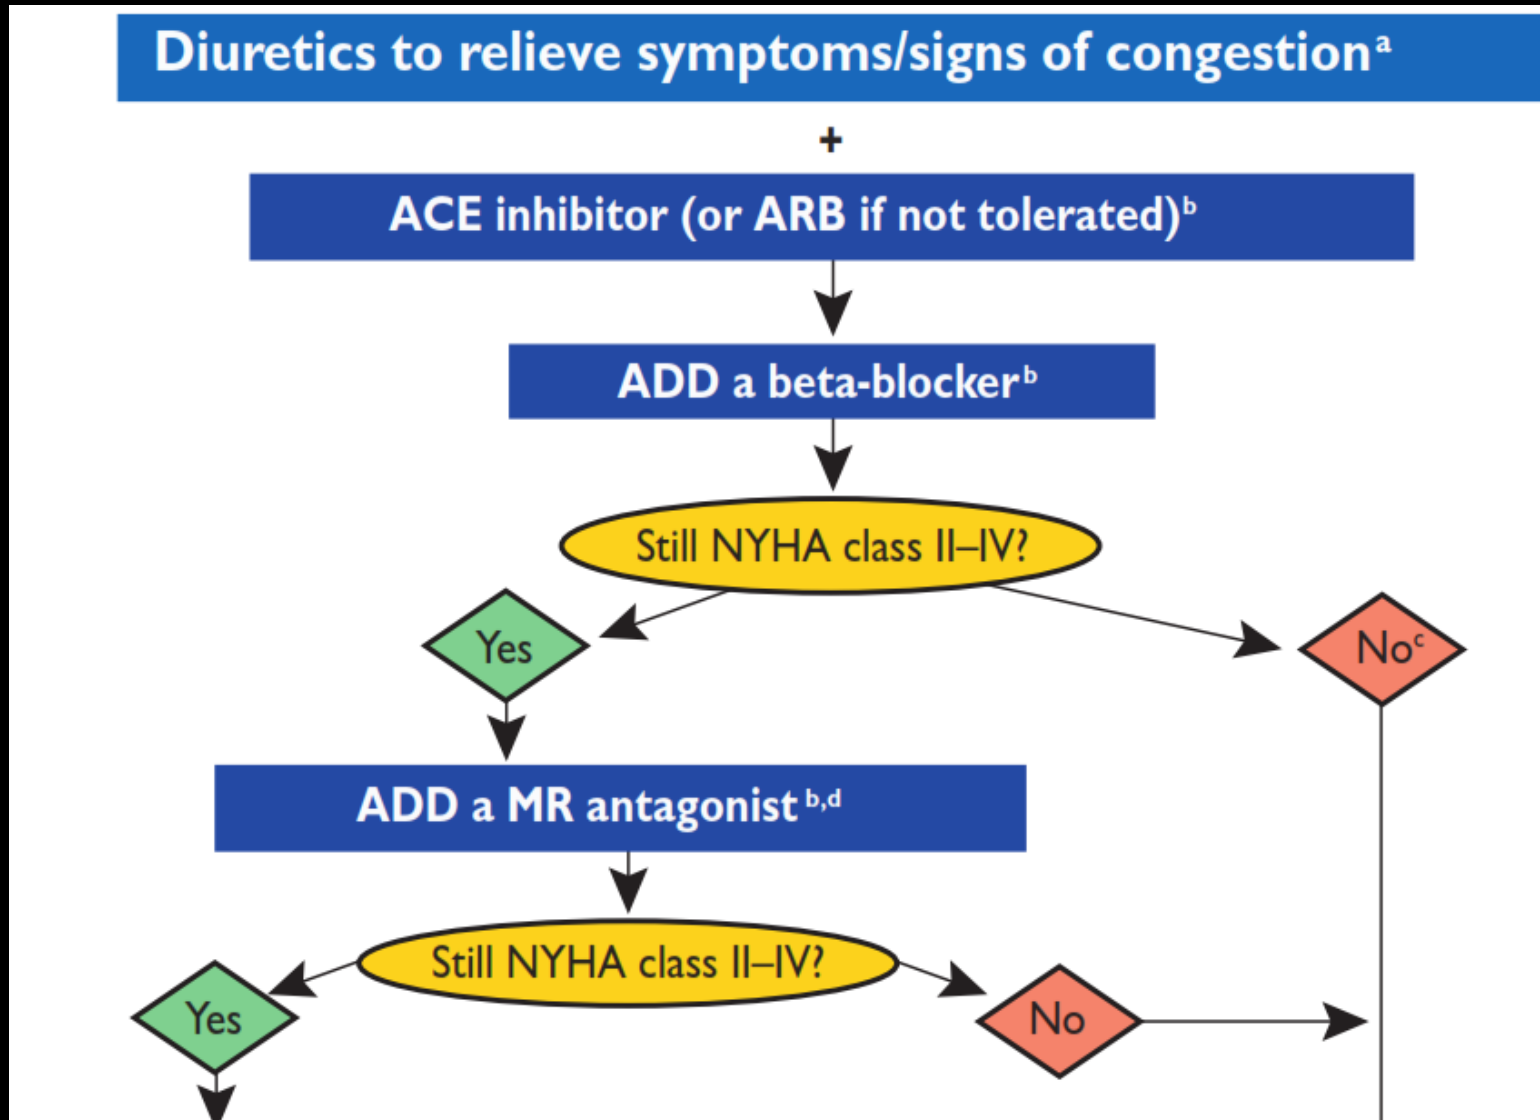 Diuretics to relieve symptoms/signs of congestionᵃ
+
ACE inhibitor (or ARB if not tolerated)ᵇ
ADD a beta-blockerᵇ
Still NYHA class II–IV?
Yes
Noᶜ
ADD a MR antagonistᵇ,ᵈ
Still NYHA class II–IV?
Yes
No